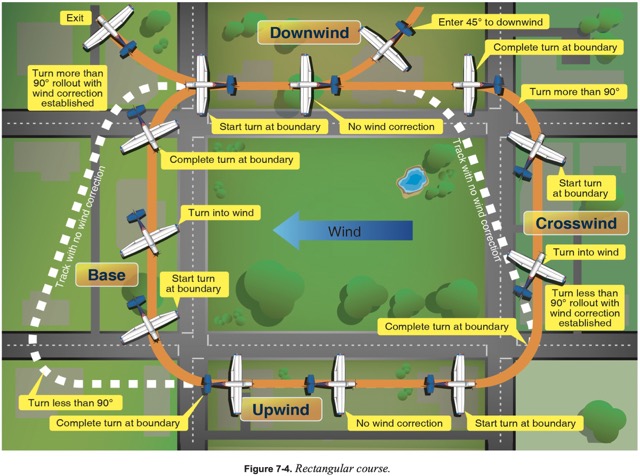 Exit
Downwind
Enter 45° to downwind
Complete turn at boundary
Turn more than
90° rollout with
wind correction
established
Turn more than 90°
Start turn at boundary
No wind correction
Complete turn at boundary
Track with no wind correction
Track with no wind correction
Start turn
at boundary
Turn into wind
Crosswind
Wind
Turn into wind
Base
Start turn
at boundary
Turn less than
90° rollout with
wind correction
established
Complete turn at boundary
Turn less than 90°
Complete turn at boundary
Upwind
No wind correction
Start turn at boundary
Figure 7-4. Rectangular course.